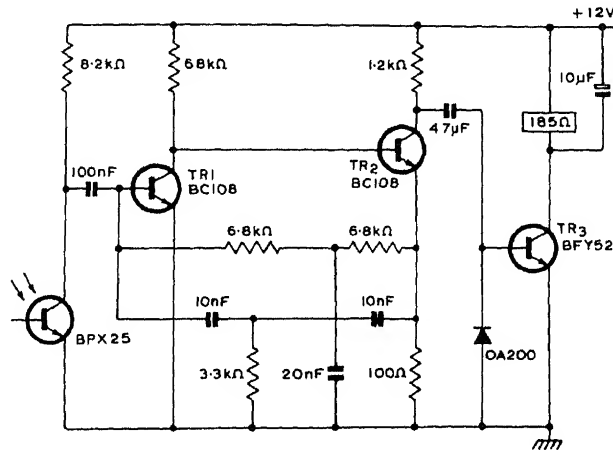 +12V
8.2kΩ
68kΩ
1.2kΩ
10µF
185Ω
47µF
100nF
TR1
BC108
TR2
BC108
TR3
BFY52
6.8kΩ
6.8kΩ
10nF
10nF
BPX25
3.3kΩ
20nF
100Ω
OA200